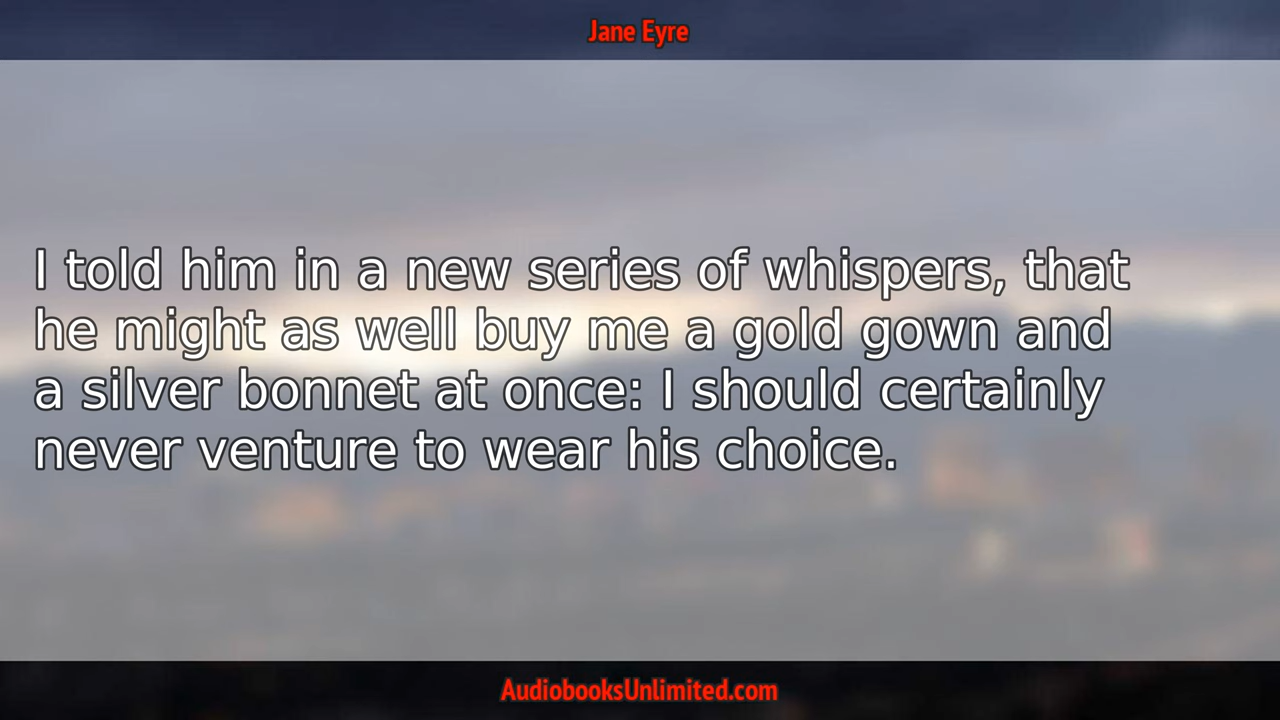 Jane Eyre
I told him in a new series of whispers, that
he might as well buy me a gold gown and
a silver bonnet at once: I should certainly
never venture to wear his choice.
AudiobooksUnlimited.com